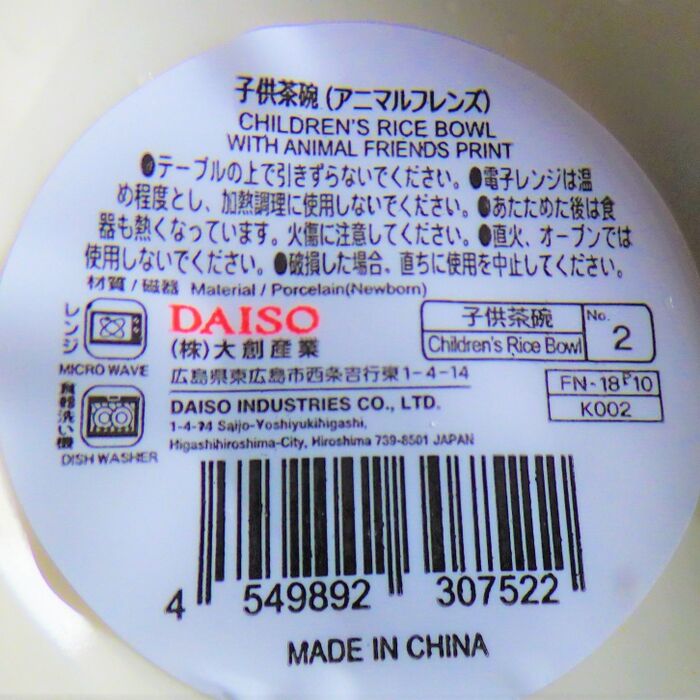 子供茶碗(アニマルフレンズ)
CHILDREN'S RICE BOWL
WITH ANIMAL FRIENDS PRINT
●テーブルの上で引きずらないでください。●電子レンジは温
め程度とし、加熱調理に使用しないでください。●あたためた後は食
器も熱くなっています。火傷に注意してください。●直火、オーブンでは
使用しないでください。●破損した場合、直ちに使用を中止してください。
材質/磁器 Material / Porcelain(Newborn)
レンジ
MICRO WAVE
食器洗い機
DISH WASHER
DAISO
(株)大創産業
広島県東広島市西条吉行東1-4-14
DAISO INDUSTRIES CO., LTD.
1-4-14 Saijo-Yoshiyukihigashi,
Higashihiroshima-City, Hiroshima 739-8501 JAPAN
子供茶碗
Children's Rice Bowl
No.
2
FN-18 P10
K002
4 549892 307522
MADE IN CHINA